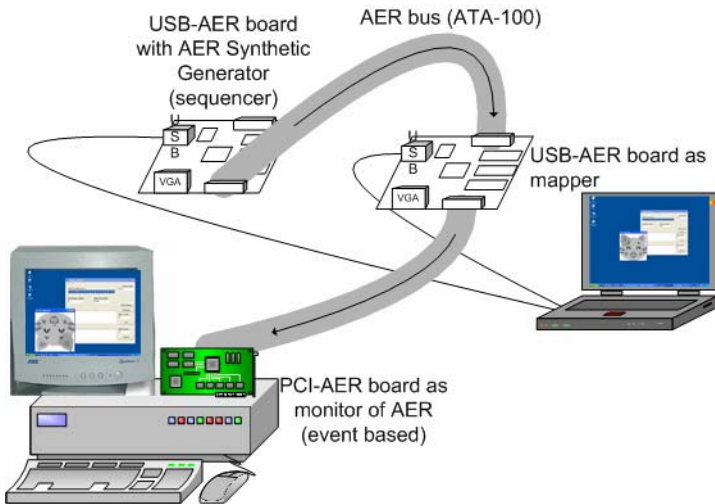 USB-AER board
with AER Synthetic
Generator
(sequencer)
AER bus (ATA-100)
U
S
B
VGA
U
S
B
VGA
USB-AER board as
mapper
PCI-AER board as
monitor of AER
(event based)